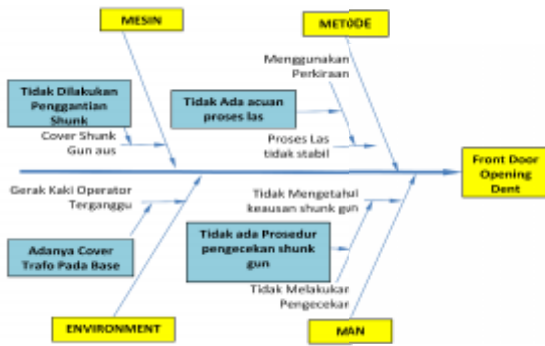 MESIN
METODE
Menggunakan
Perkiraan
Tidak Dilakukan
Penggantian
Shunk
Tidak Ada acuan
proses las
Cover Shunk
Gun aus
Proses Las
tidak stabil
Front Door
Opening
Dent
Gerak Kaki Operator
Terganggu
Tidak Mengetahui
keausan shunk gun
Adanya Cover
Trafo Pada Base
Tidak ada Prosedur
pengecekan shunk
gun
Tidak Melakukar
Pengecekar
ENVIRONMENT
MAN